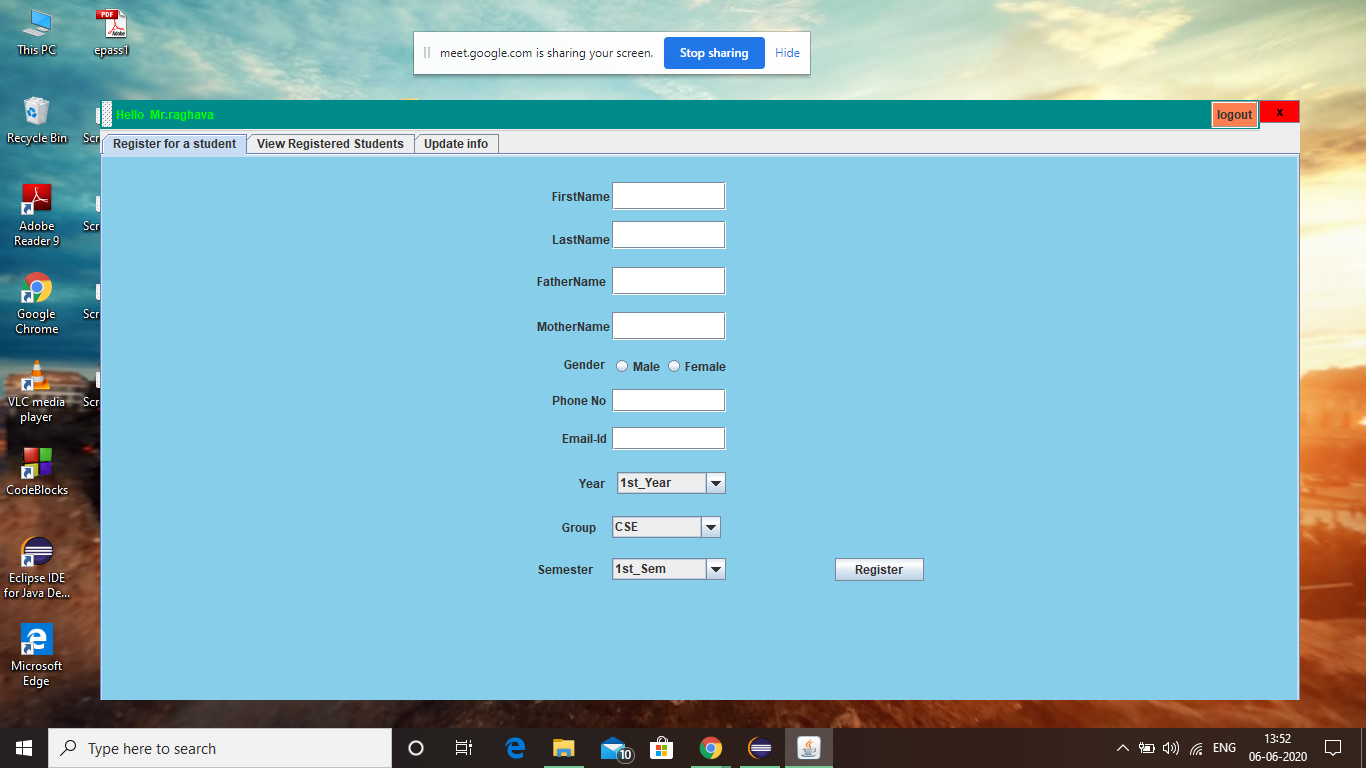 This PC
epass1
meet.google.com is sharing your screen. Stop sharing Hide
Hello Mr.raghava
logout x
Recycle Bin
Scr
Register for a student View Registered Students Update info
FirstName
Adobe
Reader 9
Scr
LastName
FatherName
Google
Chrome
Scr
MotherName
Gender Male Female
VLC media
player
Scr
Phone No
Email-Id
CodeBlocks
Year 1st_Year
Group CSE
Semester 1st_Sem Register
Eclipse IDE
for Java De...
Microsoft
Edge
Type here to search
10
ENG
13:52
06-06-2020